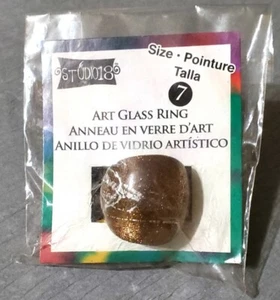 STUDIO18
Size • Pointure
Talla
7
ART GLASS RING
ANNEAU EN VERRE D'ART
ANILLO DE VIDRIO ARTÍSTICO